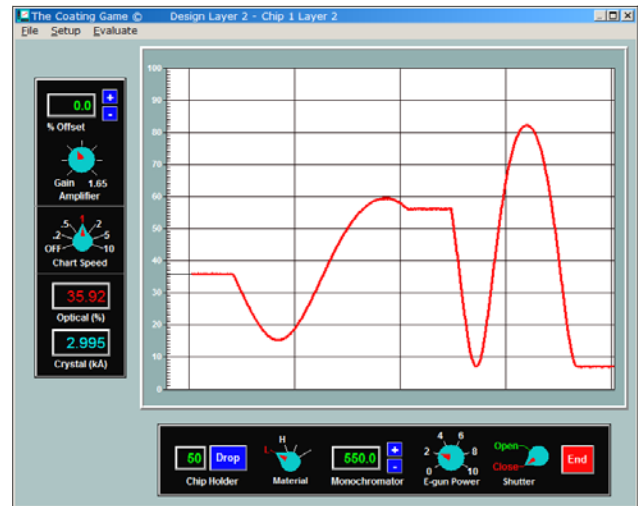 The Coating Game © Design Layer 2 - Chip 1 Layer 2
File Setup Evaluate
0.0 + -
% Offset
Gain 1.65
Amplifier
OFF .2 .5 1 2 5 10
Chart Speed
35.92
Optical (%)
2.995
Crystal (kÅ)
100
90
80
70
60
50
40
30
20
10
0
50 Drop
Chip Holder
L H
Material
550.0 + -
Monochromator
0 2 4 6 8 10
E-gun Power
Open
Close
Shutter
End